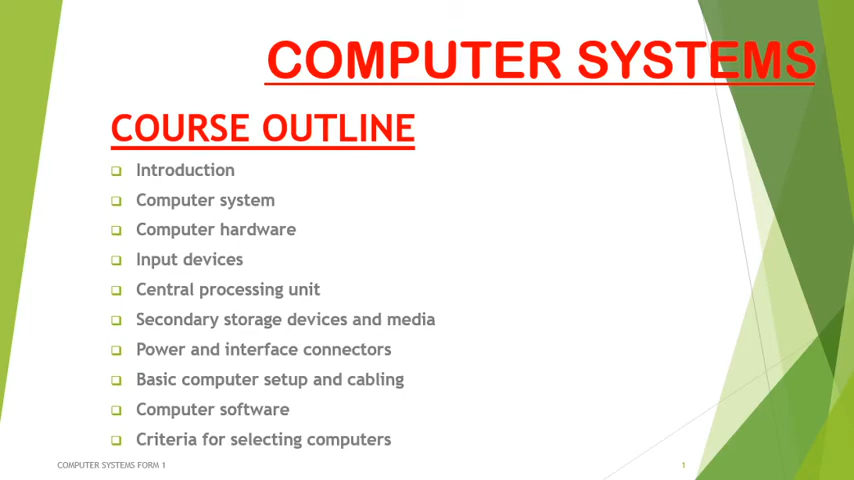 COMPUTER SYSTEMS
COURSE OUTLINE
Introduction
Computer system
Computer hardware
Input devices
Central processing unit
Secondary storage devices and media
Power and interface connectors
Basic computer setup and cabling
Computer software
Criteria for selecting computers
COMPUTER SYSTEMS FORM 1
1